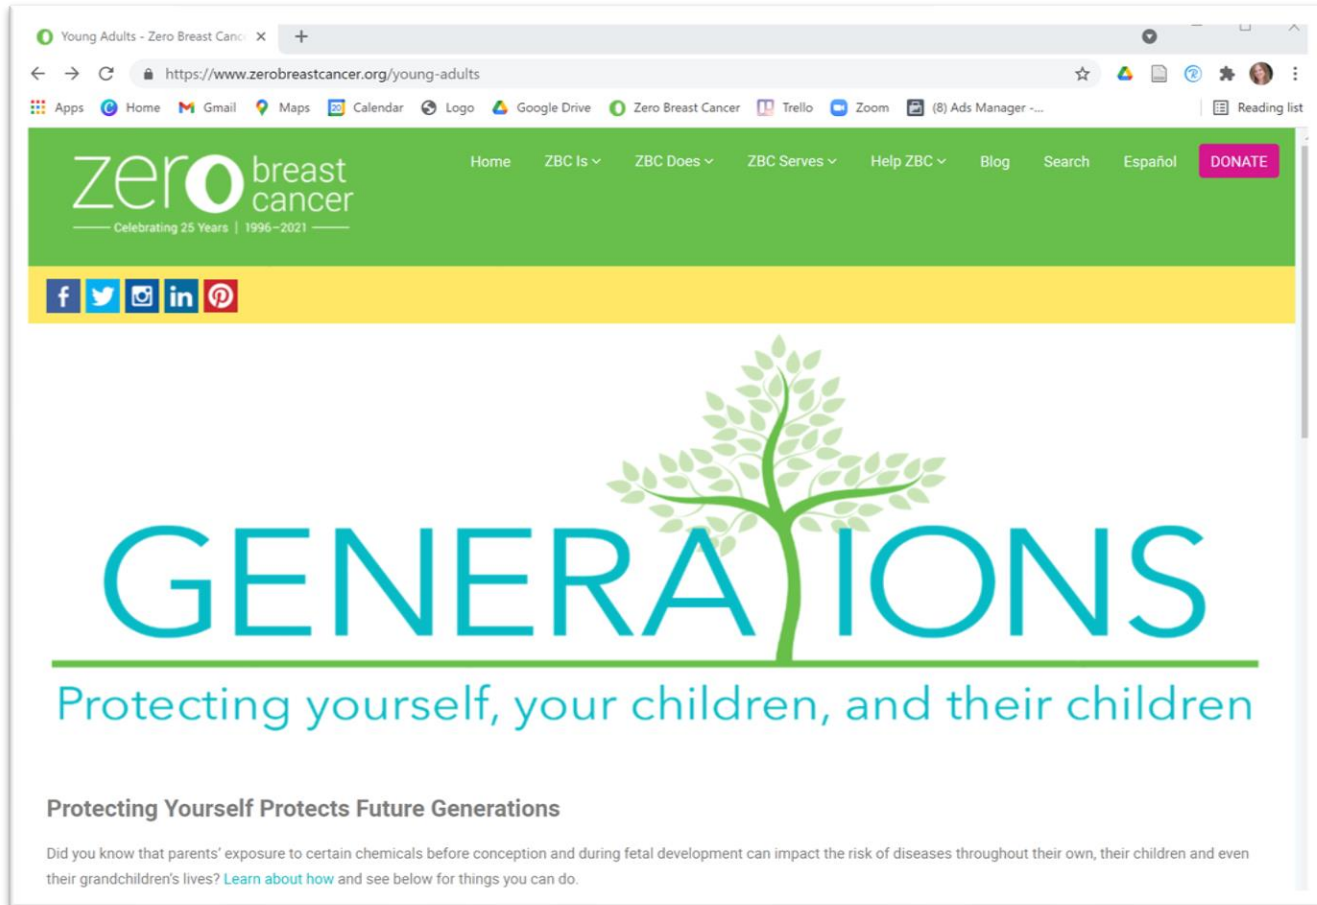 Young Adults - Zero Breast Canc
https://www.zerobreastcancer.org/young-adults
Apps Home Gmail Maps Calendar Logo Google Drive Zero Breast Cancer Trello Zoom (8) Ads Manager -... Reading list
zero breast cancer
Celebrating 25 Years | 1996–2021
Home ZBC Is ZBC Does ZBC Serves Help ZBC Blog Search Español DONATE
GENERATIONS
Protecting yourself, your children, and their children
Protecting Yourself Protects Future Generations
Did you know that parents’ exposure to certain chemicals before conception and during fetal development can impact the risk of diseases throughout their own, their children and even
their grandchildren’s lives? Learn about how and see below for things you can do.